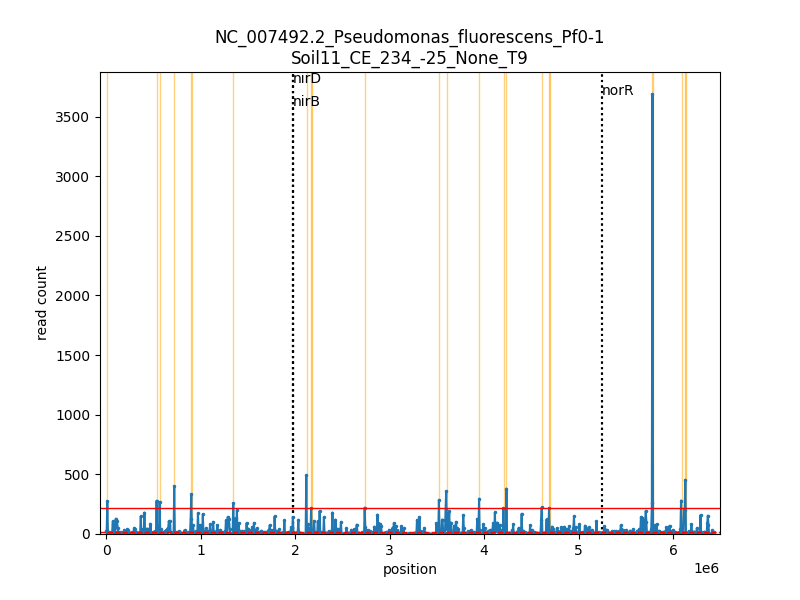 NC_007492.2_Pseudomonas_fluorescens_Pf0-1
Soil11_CE_234_-25_None_T9
nirD
nirB
norR
3500
3000
2500
2000
1500
1000
500
0
read count
0 1 2 3 4 5 6
1e6
position